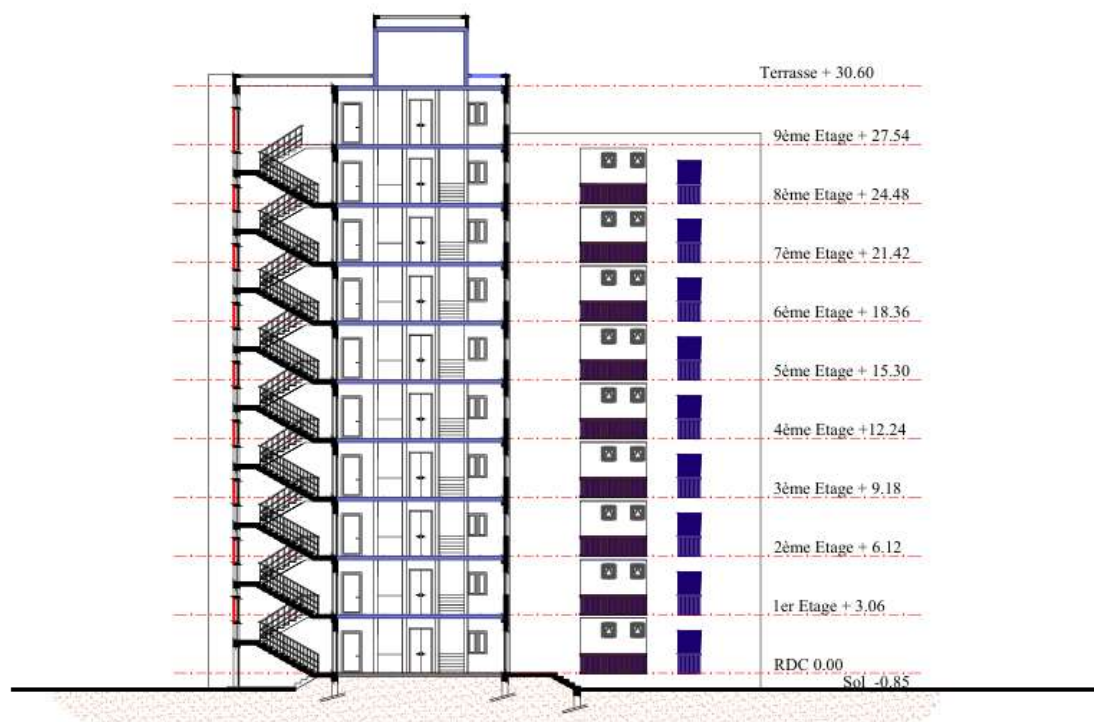 Terrasse + 30.60
9ème Etage + 27.54
8ème Etage + 24.48
7ème Etage + 21.42
6ème Etage + 18.36
5ème Etage + 15.30
4ème Etage +12.24
3ème Etage + 9.18
2ème Etage + 6.12
1er Etage + 3.06
RDC 0.00
Sol -0.85